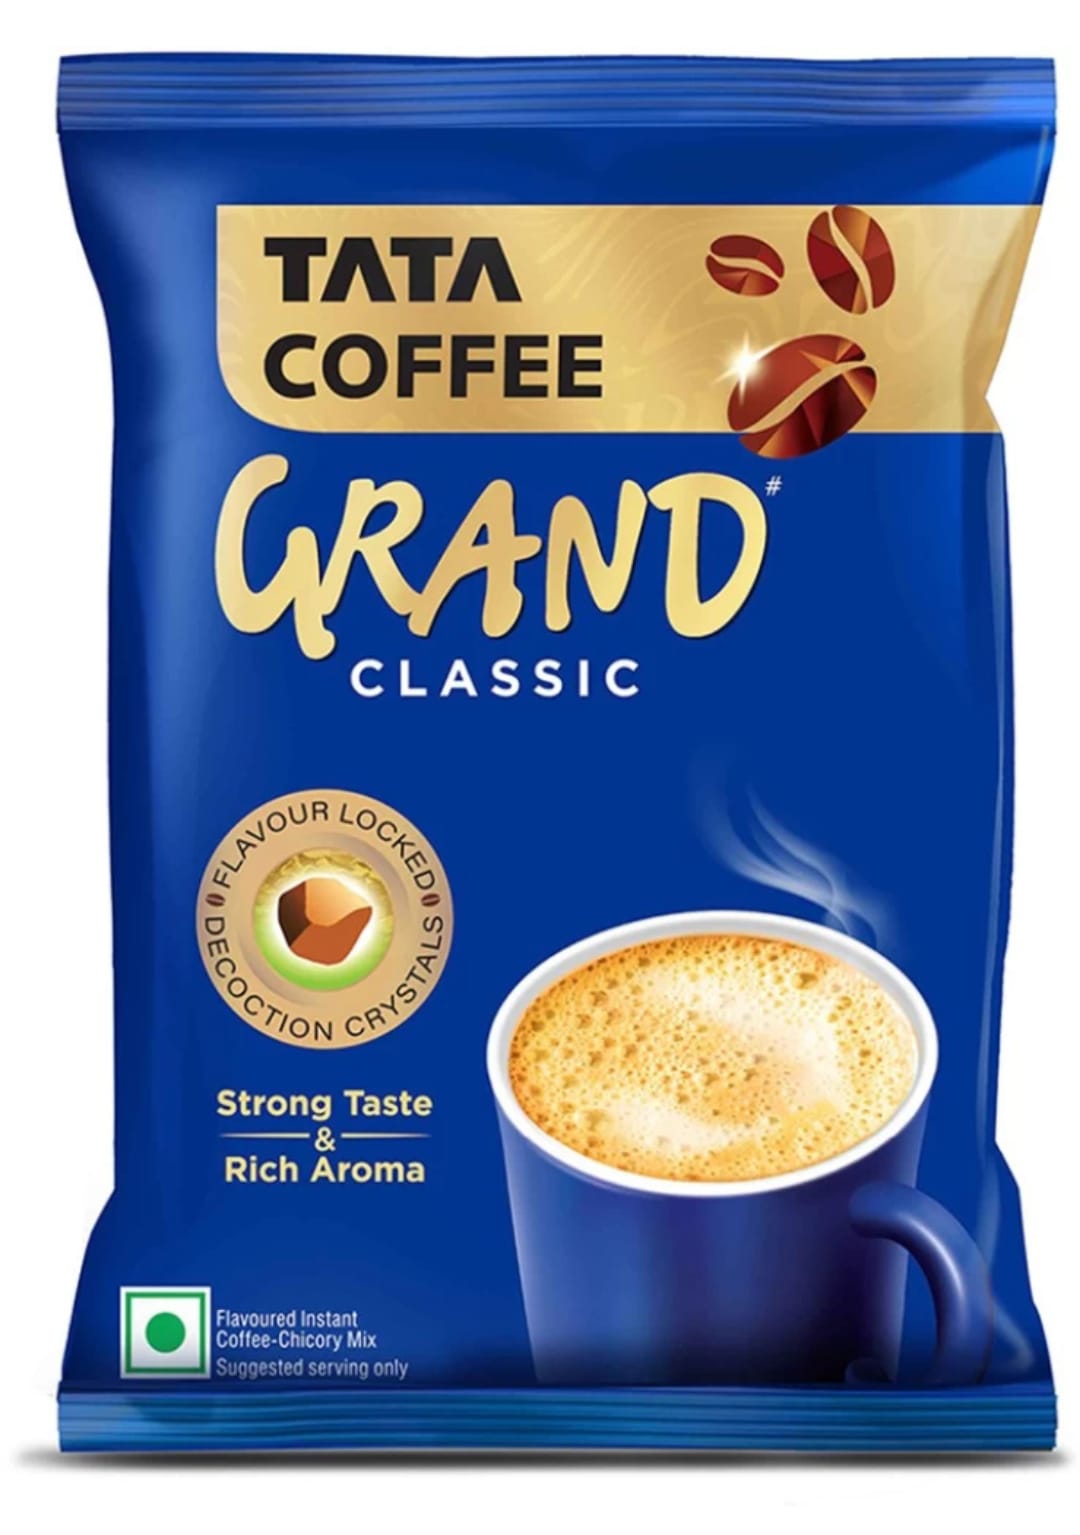 TATA
COFFEE
GRAND#
CLASSIC
FLAVOUR LOCKED
DECOCTION CRYSTALS
Strong Taste
&
Rich Aroma
Flavoured Instant
Coffee-Chicory Mix
Suggested serving only